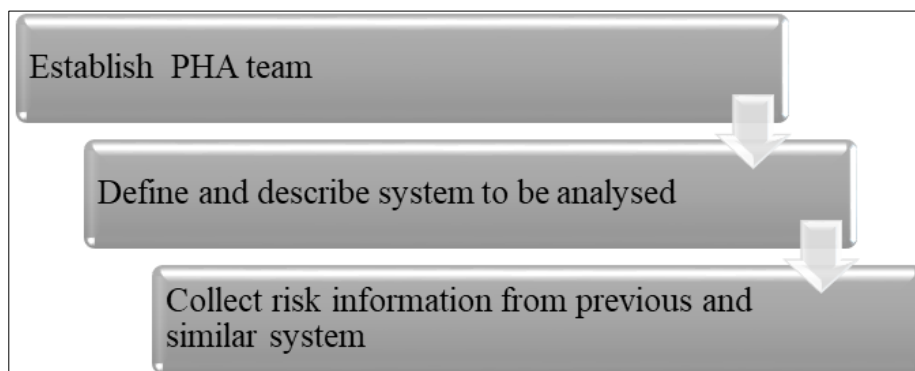 Establish  PHA team
Define and describe system to be analysed
Collect risk information from previous and
similar system